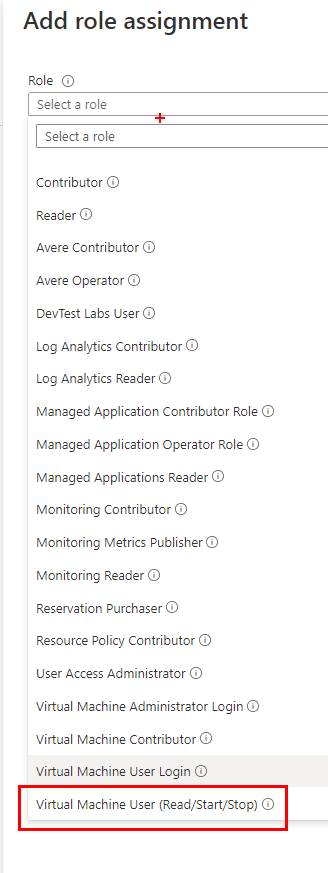 Add role assignment
Role
Select a role
Select a role
Contributor
Reader
Avere Contributor
Avere Operator
DevTest Labs User
Log Analytics Contributor
Log Analytics Reader
Managed Application Contributor Role
Managed Application Operator Role
Managed Applications Reader
Monitoring Contributor
Monitoring Metrics Publisher
Monitoring Reader
Reservation Purchaser
Resource Policy Contributor
User Access Administrator
Virtual Machine Administrator Login
Virtual Machine Contributor
Virtual Machine User Login
Virtual Machine User (Read/Start/Stop)